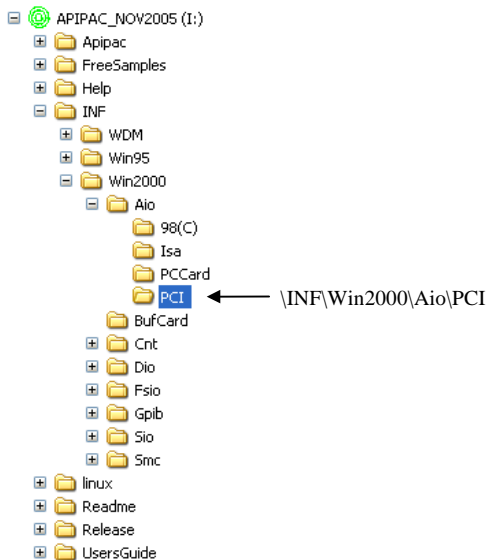 APIPAC_NOV2005 (I:)
Apipac
FreeSamples
Help
INF
WDM
Win95
Win2000
Aio
98(C)
Isa
PCCard
PCI
\INF\Win2000\Aio\PCI
BufCard
Cnt
Dio
Fsio
Gpib
Sio
Smc
linux
Readme
Release
UsersGuide